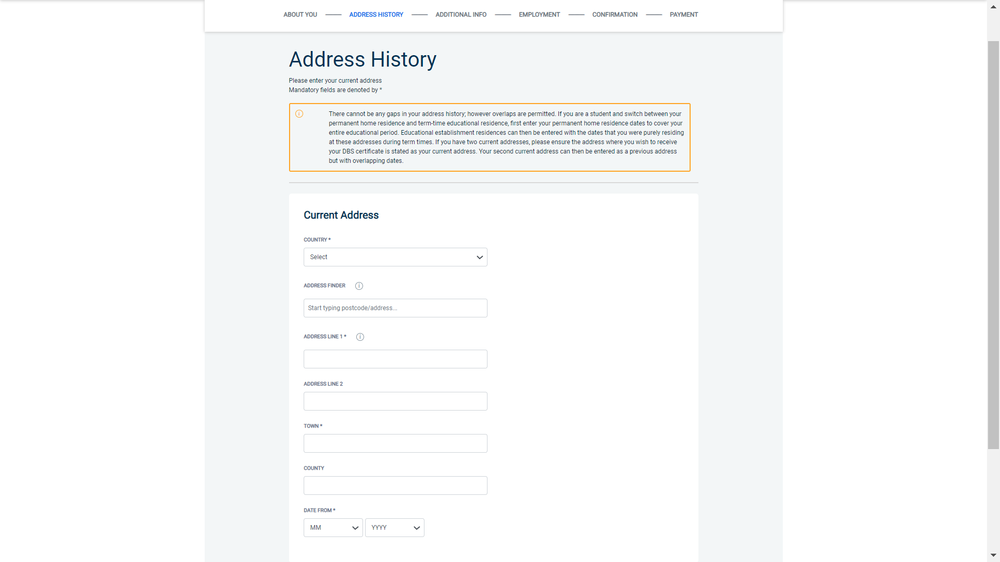 ABOUT YOU ADDRESS HISTORY ADDITIONAL INFO EMPLOYMENT CONFIRMATION PAYMENT
Address History
Please enter your current address
Mandatory fields are denoted by *
There cannot be any gaps in your address history; however overlaps are permitted. If you are a student and switch between your
permanent home residence and term-time educational residence, first enter your permanent home residence dates to cover your
entire educational period. Educational establishment residences can then be entered with the dates that you were purely residing
at these addresses during term times. If you have two current addresses, please ensure the address where you wish to receive
your DBS certificate is stated as your current address. Your second current address can then be entered as a previous address
but with overlapping dates.
Current Address
COUNTRY *
Select
ADDRESS FINDER
Start typing postcode/address...
ADDRESS LINE 1 *
ADDRESS LINE 2
TOWN *
COUNTY
DATE FROM *
MM YYYY